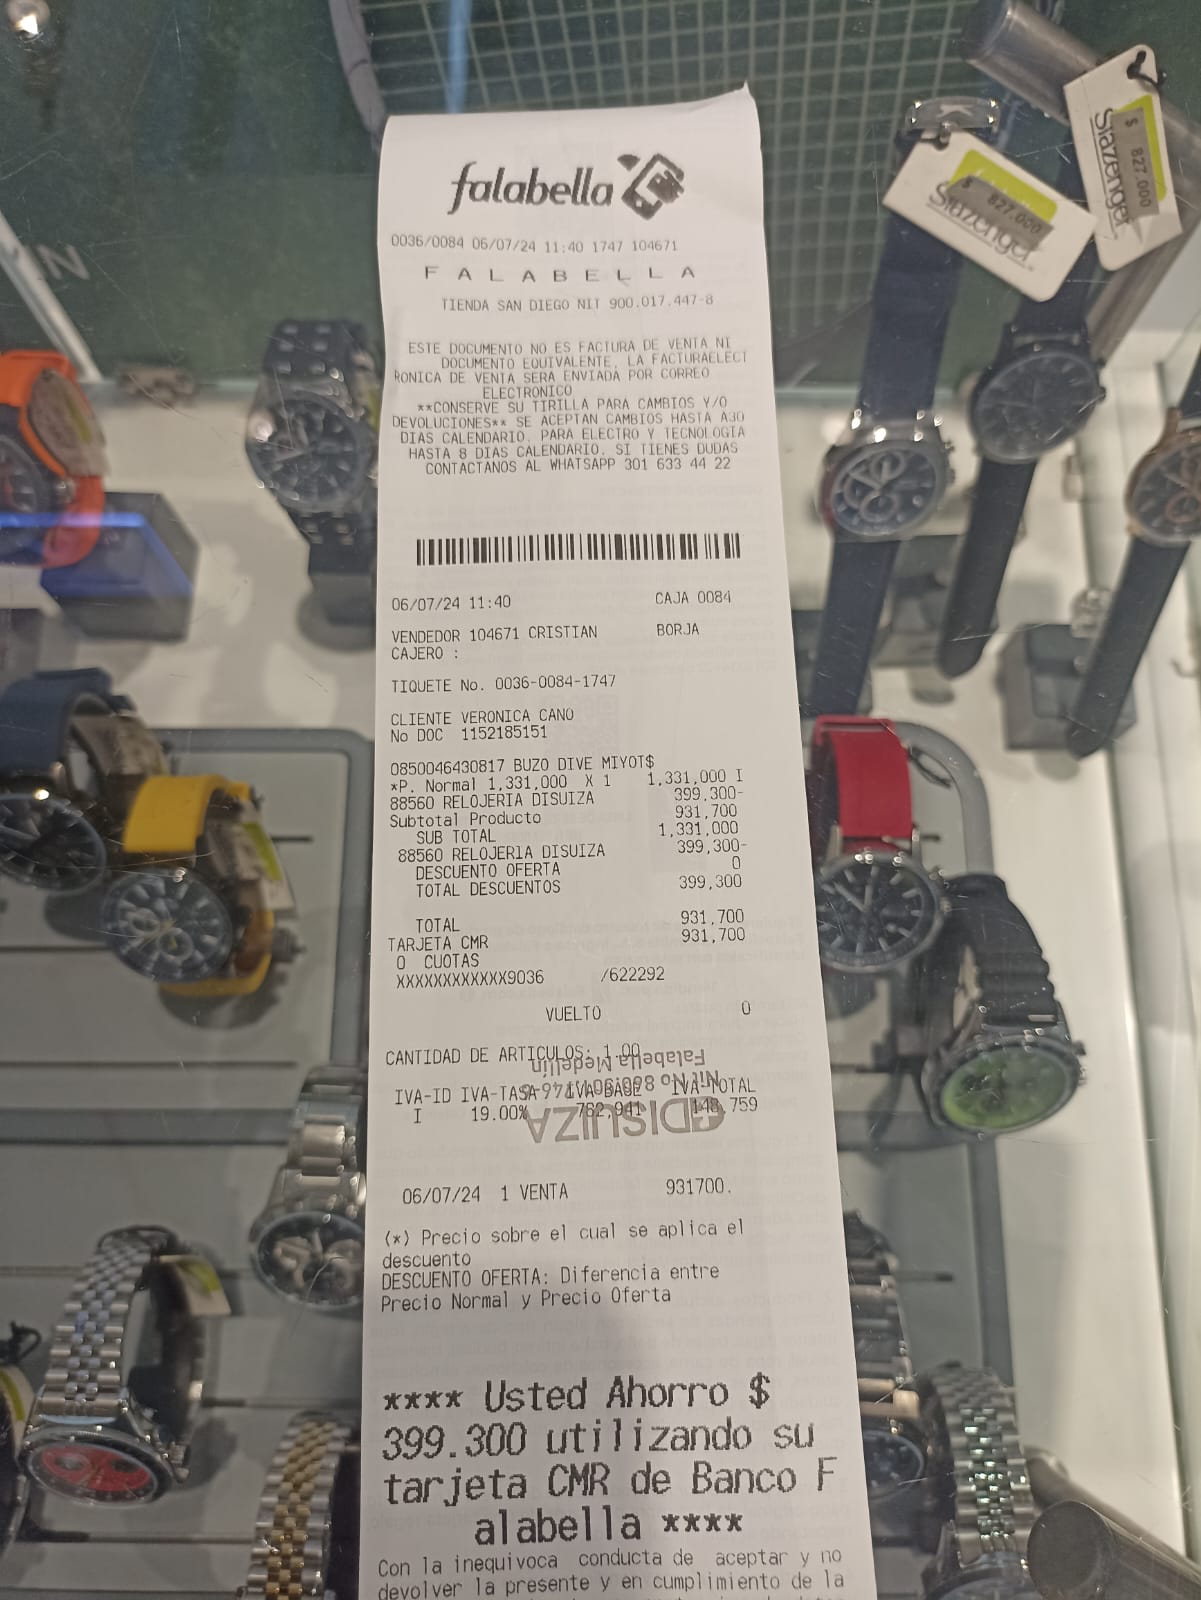 falabella
0036/0084 06/07/24 11:40 1747 104671
F A L A B E L L A
TIENDA SAN DIEGO NIT 900.017.447-8
ESTE DOCUMENTO NO ES FACTURA DE VENTA NI
DOCUMENTO EQUIVALENTE, LA FACTURAELECT
RONICA DE VENTA SERA ENVIADA POR CORREO
ELECTRONICO
**CONSERVE SU TIRILLA PARA CAMBIOS Y/O
DEVOLUCIONES** SE ACEPTAN CAMBIOS HASTA A30
DIAS CALENDARIO, PARA ELECTRO Y TECNOLOGIA
HASTA 8 DIAS CALENDARIO. SI TIENES DUDAS
CONTACTANOS AL WHATSAPP 301 633 44 22
06/07/24 11:40 CAJA 0084
VENDEDOR 104671 CRISTIAN BORJA
CAJERO :
TIQUETE No. 0036-0084-1747
CLIENTE VERONICA CANO
No DOC 1152185151
0850046430817 BUZO DIVE MIYOT$
*P. Normal 1,331,000 X 1 1,331,000 I
88560 RELOJERIA DISUIZA 399,300-
Subtotal Producto 931,700
SUB TOTAL 1,331,000
88560 RELOJERIA DISUIZA 399,300-
DESCUENTO OFERTA 0
TOTAL DESCUENTOS 399,300
TOTAL 931,700
TARJETA CMR 931,700
0 CUOTAS
XXXXXXXXXXXX9036 /622292
VUELTO 0
CANTIDAD DE ARTICULOS: 1.00
Falabella Medellín
IVA-ID IVA-TASA IVA BASE IVA-TOTAL
I 19.00% 782,941 148,759
DISUIZA
06/07/24 1 VENTA 931700.
(*) Precio sobre el cual se aplica el
descuento
DESCUENTO OFERTA: Diferencia entre
Precio Normal y Precio Oferta
**** Usted Ahorro $
399.300 utilizando su
tarjeta CMR de Banco F
alabella ****
Con la inequivoca conducta de aceptar y no
devolver la presente y en cumplimiento de la
Slazenger
$ 827.000
Slazenger
$ 827.000